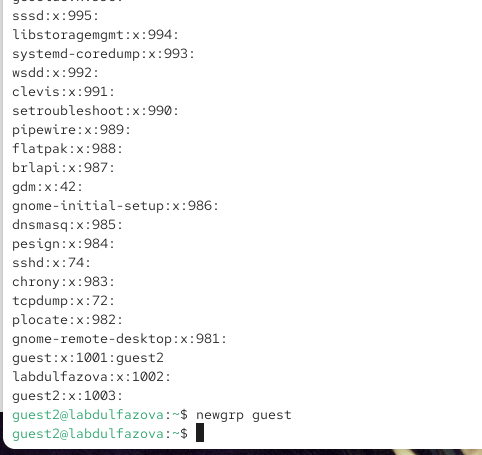 sssd:x:995:
libstoragemgmt:x:994:
systemd-coredump:x:993:
wsdd:x:992:
clevis:x:991:
setroubleshoot:x:990:
pipewire:x:989:
flatpak:x:988:
brlapi:x:987:
gdm:x:42:
gnome-initial-setup:x:986:
dnsmasq:x:985:
pesign:x:984:
sshd:x:74:
chrony:x:983:
tcpdump:x:72:
plocate:x:982:
gnome-remote-desktop:x:981:
guest:x:1001:guest2
labdulfazova:x:1002:
guest2:x:1003:
guest2@labdulfazova:~$ newgrp guest
guest2@labdulfazova:~$